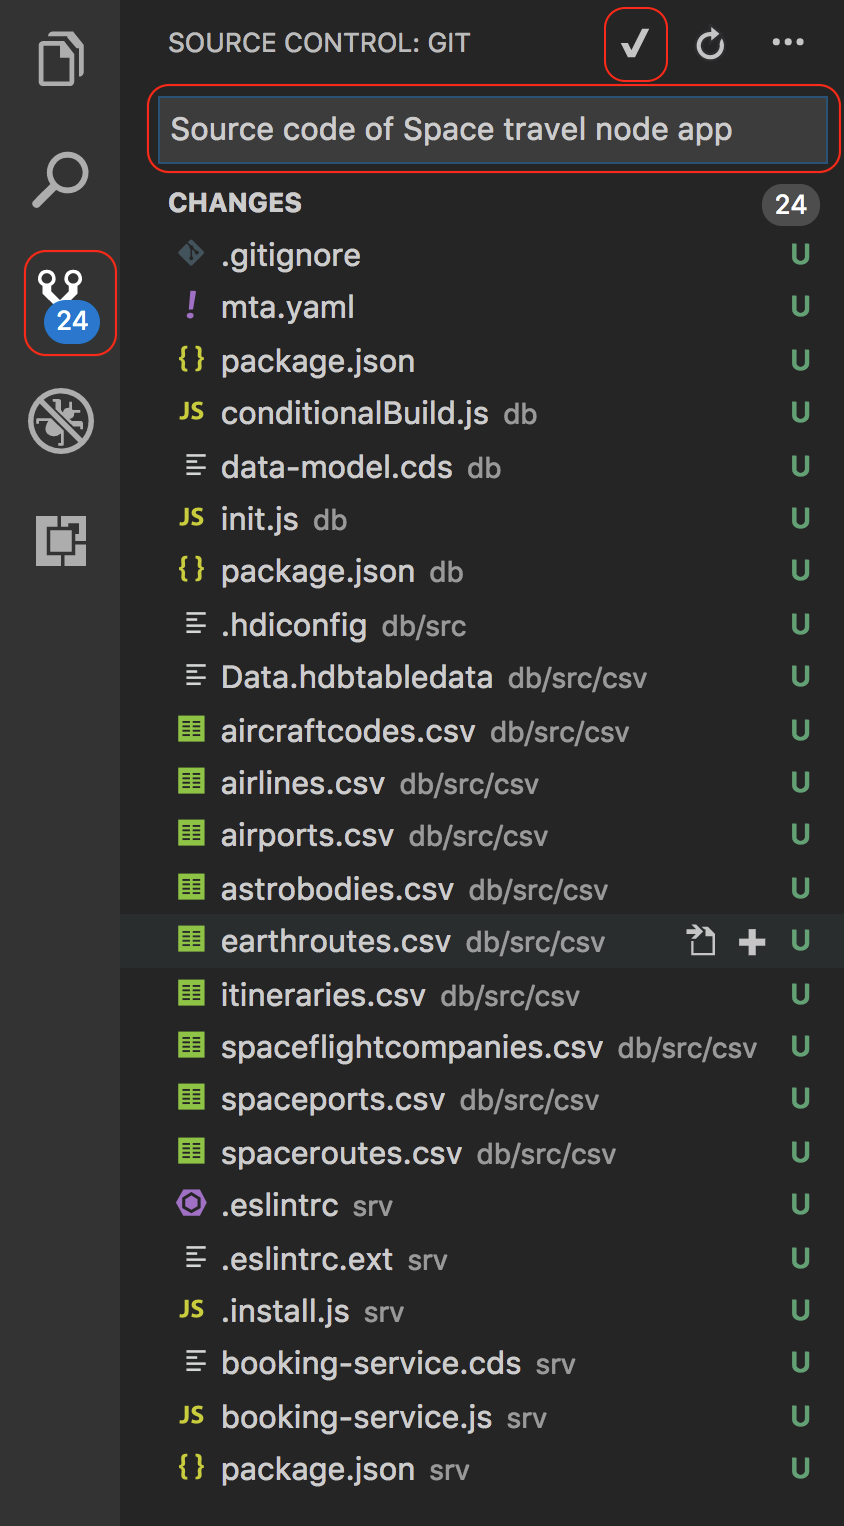 SOURCE CONTROL: GIT
Source code of Space travel node app
CHANGES 24
.gitignore U
24
! mta.yaml U
{ } package.json U
JS conditionalBuild.js db U
data-model.cds db U
JS init.js db U
{ } package.json db U
.hdiconfig db/src U
Data.hdbtabledata db/src/csv U
aircraftcodes.csv db/src/csv U
airlines.csv db/src/csv U
airports.csv db/src/csv U
astrobodies.csv db/src/csv U
earthroutes.csv db/src/csv U
itineraries.csv db/src/csv U
spaceflightcompanies.csv db/src/csv U
spaceports.csv db/src/csv U
spaceroutes.csv db/src/csv U
.eslintrc srv U
.eslintrc.ext srv U
JS .install.js srv U
booking-service.cds srv U
JS booking-service.js srv U
{ } package.json srv U